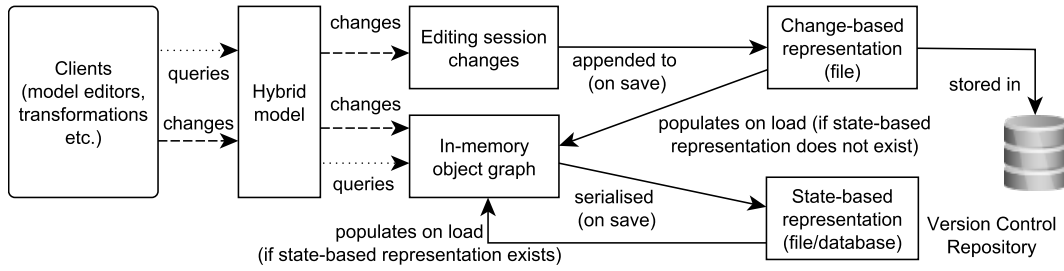 Clients
(model editors,
transformations
etc.)
queries
changes
Hybrid
model
changes
changes
queries
Editing session
changes
appended to
(on save)
Change-based
representation
(file)
stored in
In-memory
object graph
populates on load (if state-based
representation does not exist)
serialised
(on save)
populates on load
(if state-based representation exists)
State-based
representation
(file/database)
Version Control
Repository